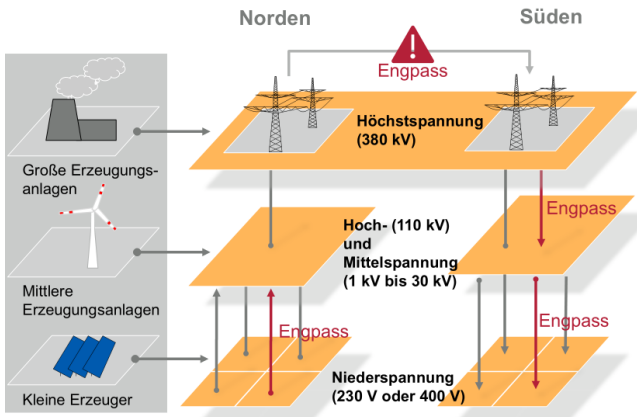 Norden
Süden
Engpass
Höchstspannung
(380 kV)
Große Erzeugungs-
anlagen
Hoch- (110 kV)
und
Mittelspannung
(1 kV bis 30 kV)
Engpass
Mittlere
Erzeugungsanlagen
Engpass
Engpass
Niederspannung
(230 V oder 400 V)
Kleine Erzeuger